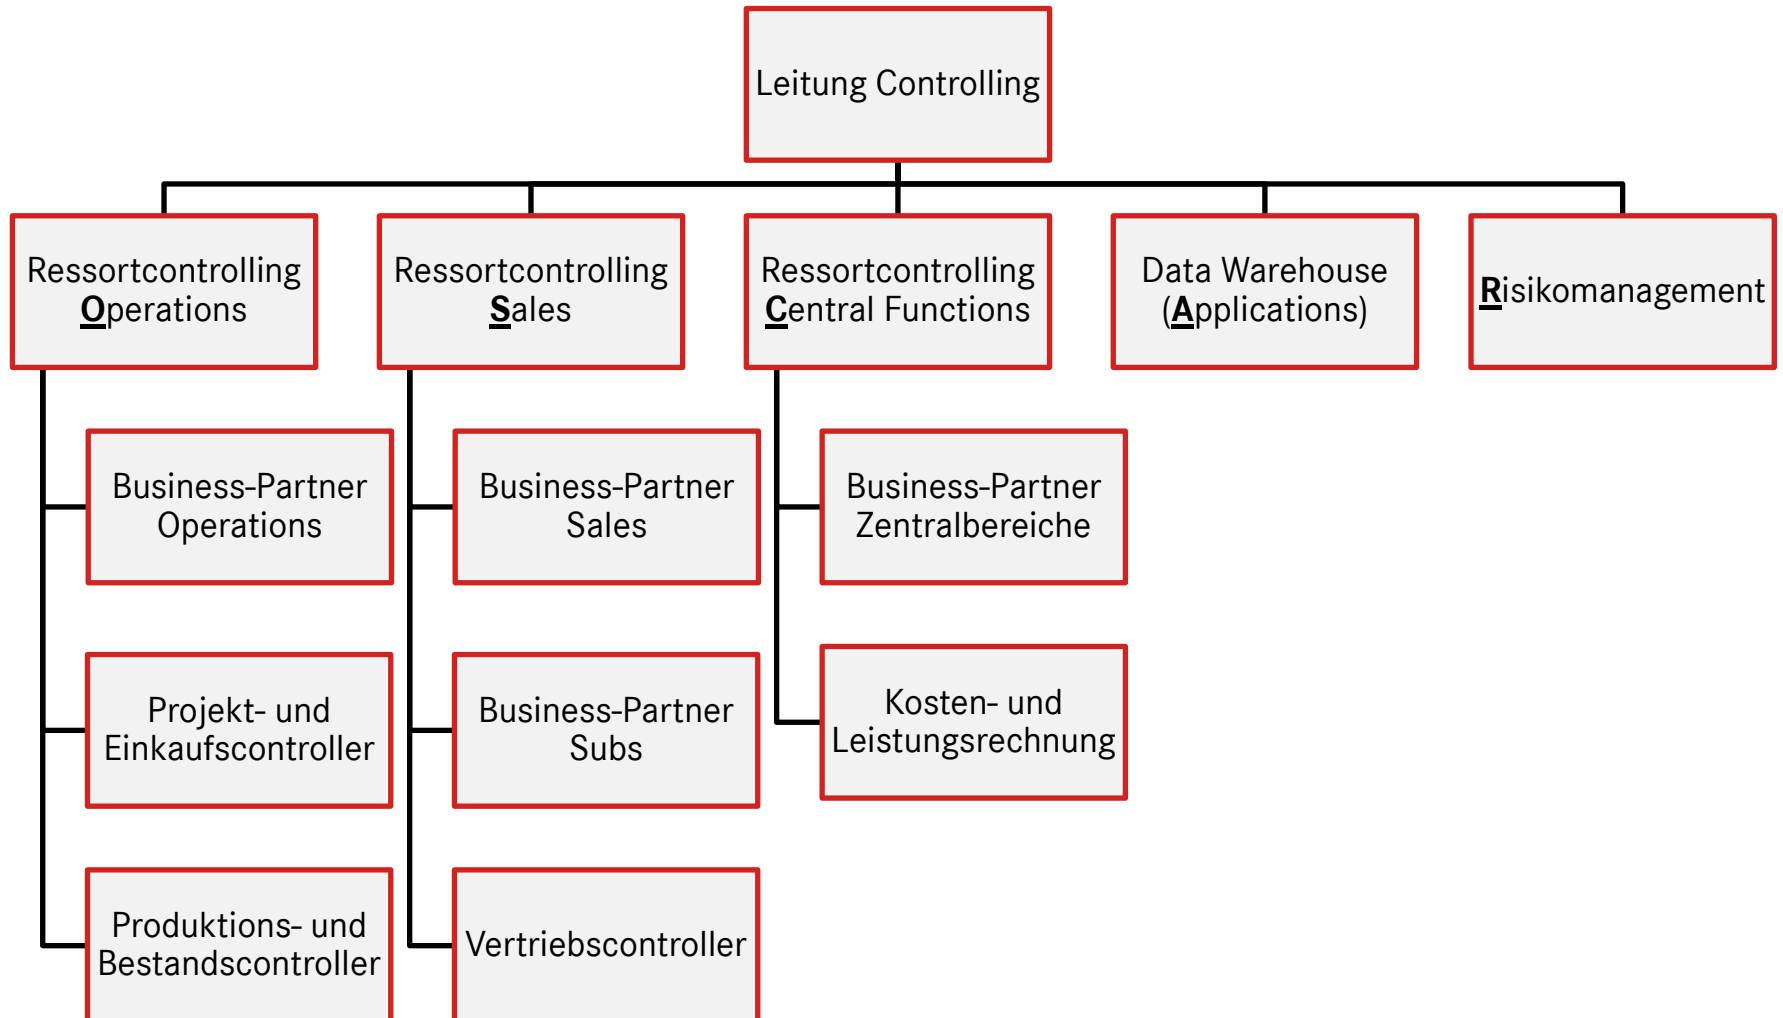 Leitung Controlling
Ressortcontrolling
Operations
Ressortcontrolling
Sales
Ressortcontrolling
Central Functions
Data Warehouse
(Applications)
Risikomanagement
Business-Partner
Operations
Business-Partner
Sales
Business-Partner
Zentralbereiche
Projekt- und
Einkaufscontroller
Business-Partner
Subs
Kosten- und
Leistungsrechnung
Produktions- und
Bestandscontroller
Vertriebscontroller